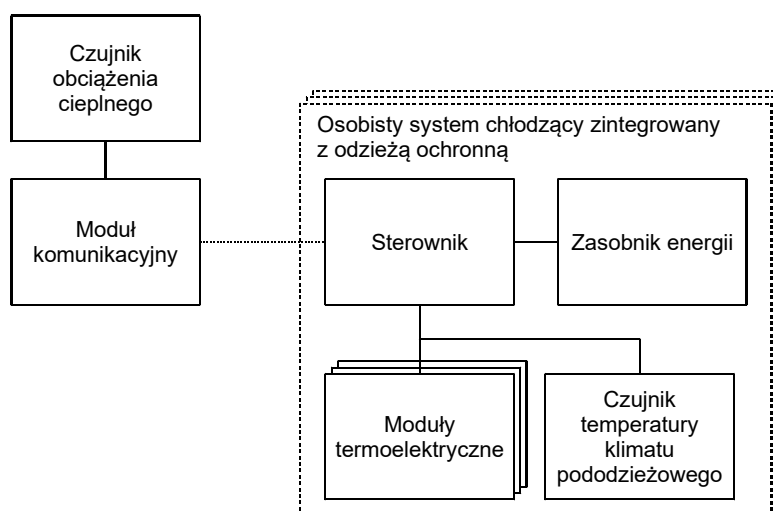 Czujnik
obciążenia
cieplnego
Osobisty system chłodzący zintegrowany
z odzieżą ochronną
Moduł
komunikacyjny
Sterownik
Zasobnik energii
Moduły
termoelektryczne
Czujnik
temperatury
klimatu
pododzieżowego